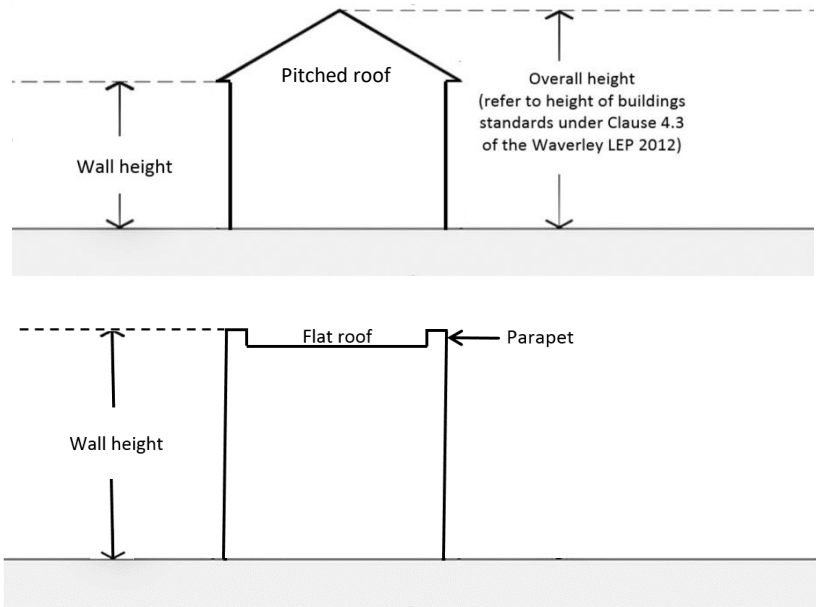 Pitched roof
Overall height
(refer to height of buildings
standards under Clause 4.3
of the Waverley LEP 2012)
Wall height
Flat roof
Parapet
Wall height